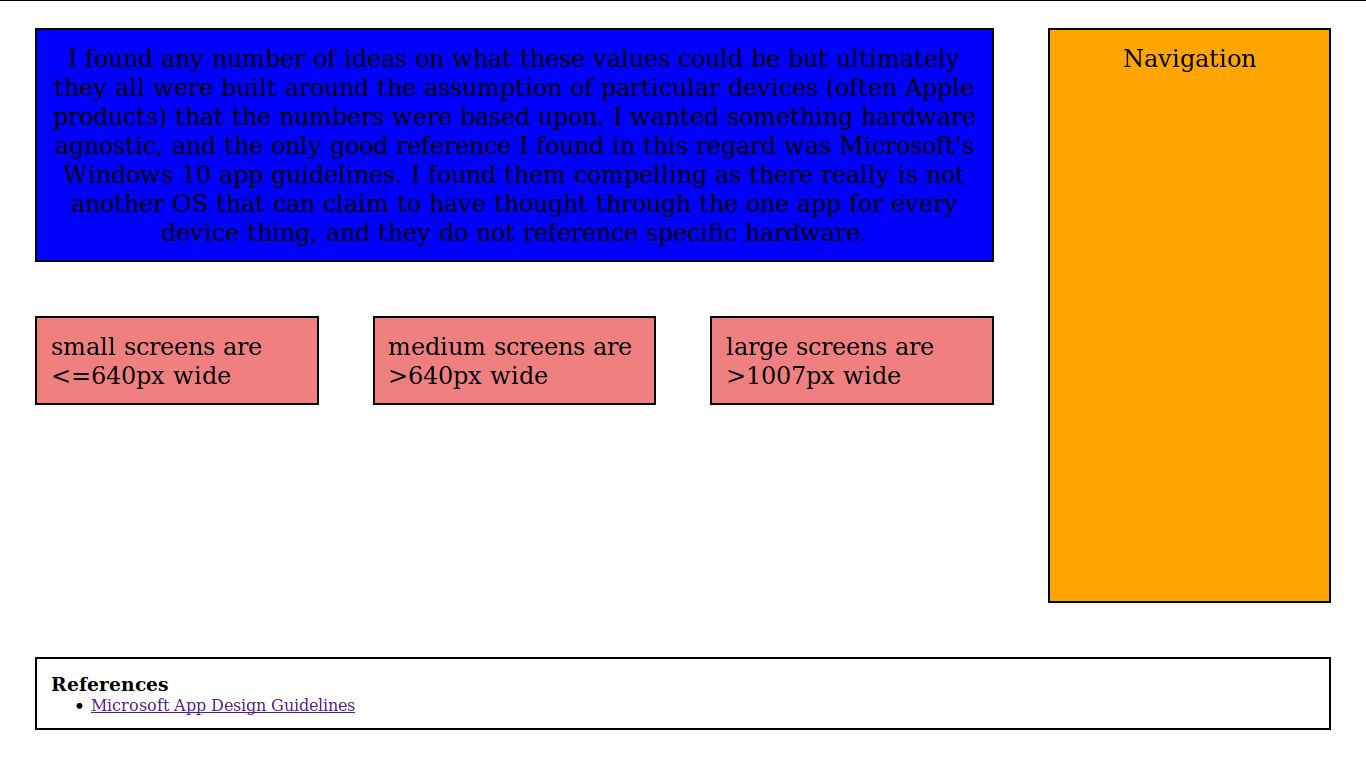 I found any number of ideas on what these values could be but ultimately
they all were built around the assumption of particular devices (often Apple
products) that the numbers were based upon. I wanted something hardware
agnostic, and the only good reference I found in this regard was Microsoft's
Windows 10 app guidelines. I found them compelling as there really is not
another OS that can claim to have thought through the one app for every
device thing, and they do not reference specific hardware.
Navigation
small screens are
<=640px wide
medium screens are
>640px wide
large screens are
>1007px wide
References
Microsoft App Design Guidelines